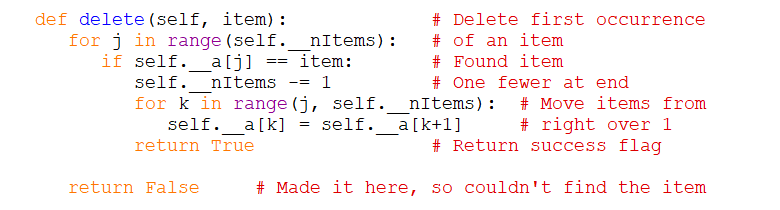 def delete(self, item):              # Delete first occurrence
   for j in range(self.__nItems):   # of an item
      if self.__a[j] == item:       # Found item
         self.__nItems -= 1         # One fewer at end
         for k in range(j, self.__nItems):  # Move items from
            self.__a[k] = self.__a[k+1]     # right over 1
         return True                # Return success flag
   return False     # Made it here, so couldn't find the item